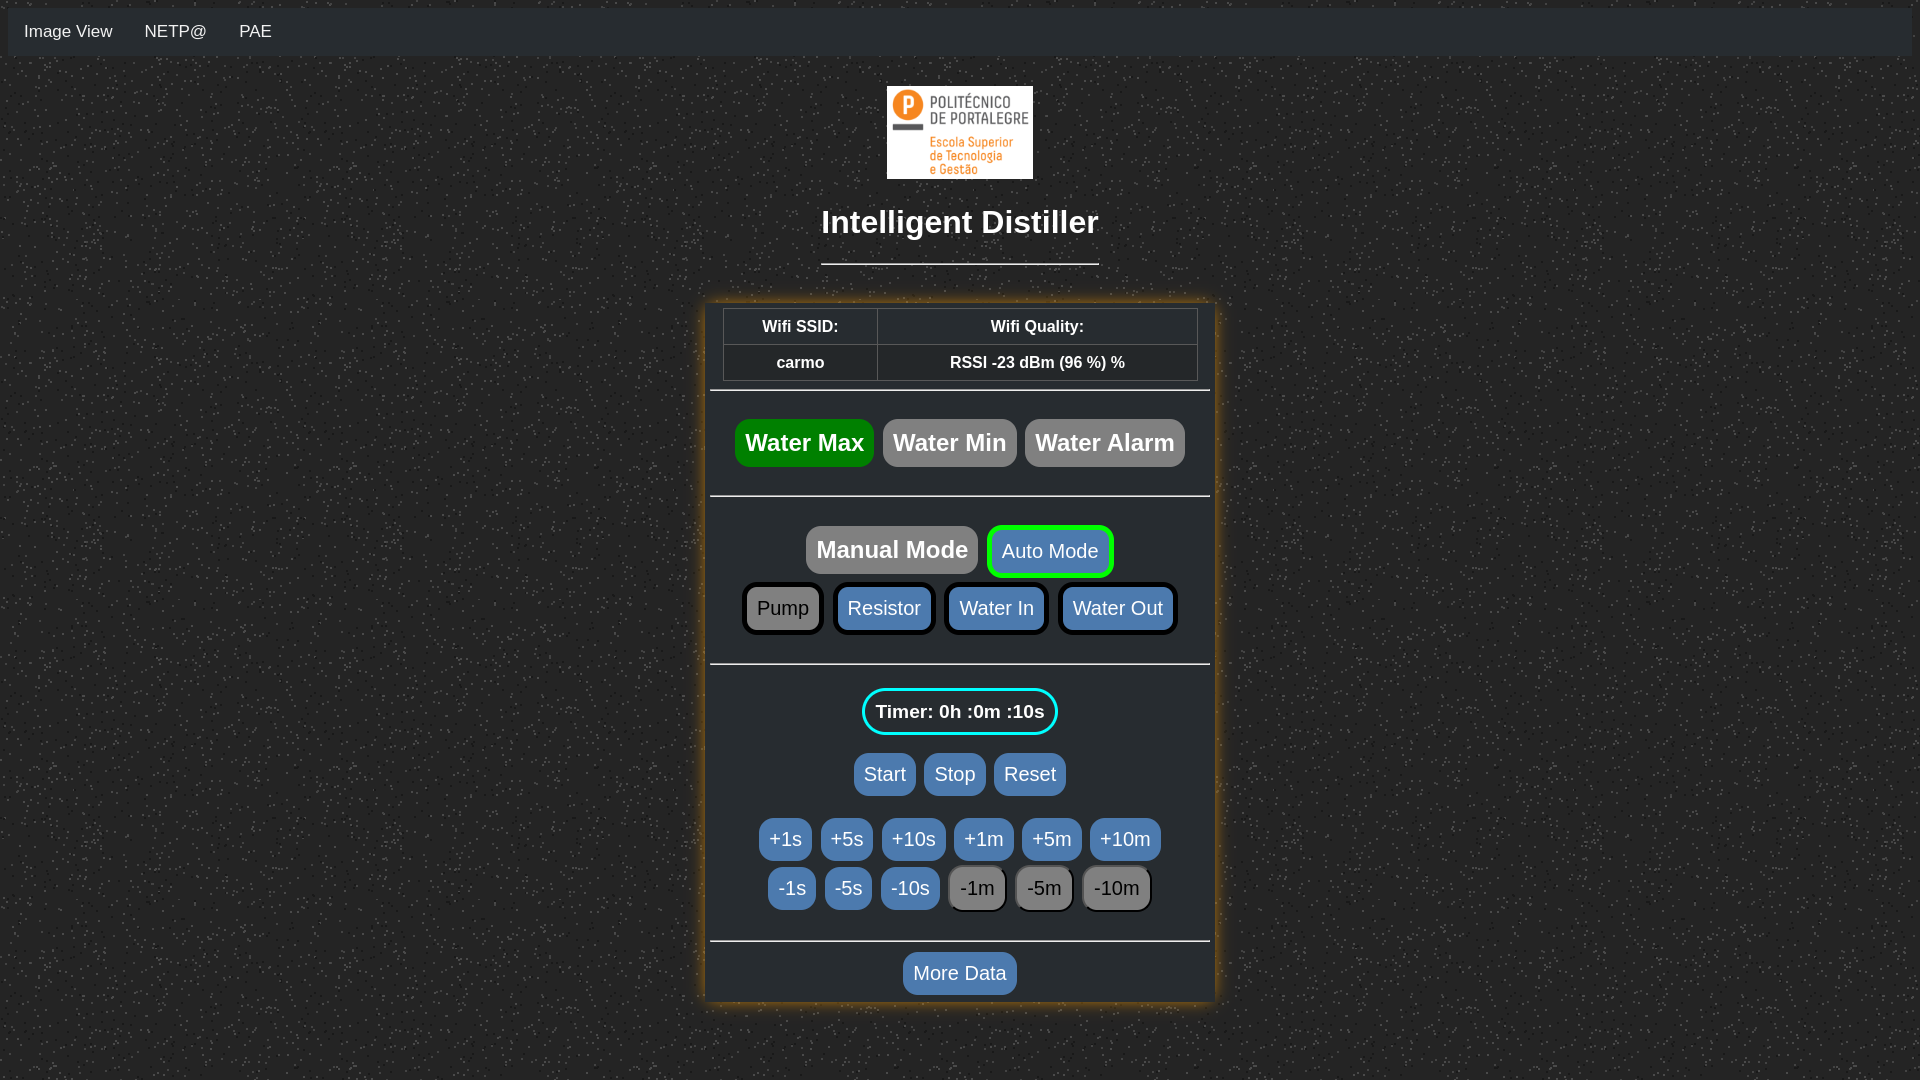 Image View NETP@ PAE
P POLITÉCNICO
DE PORTALEGRE
Escola Superior
de Tecnologia
e Gestão
Intelligent Distiller
Wifi SSID: Wifi Quality:
carmo RSSI -23 dBm (96 %) %
Water Max Water Min Water Alarm
Manual Mode Auto Mode
Pump Resistor Water In Water Out
Timer: 0h :0m :10s
Start Stop Reset
+1s +5s +10s +1m +5m +10m
-1s -5s -10s -1m -5m -10m
More Data